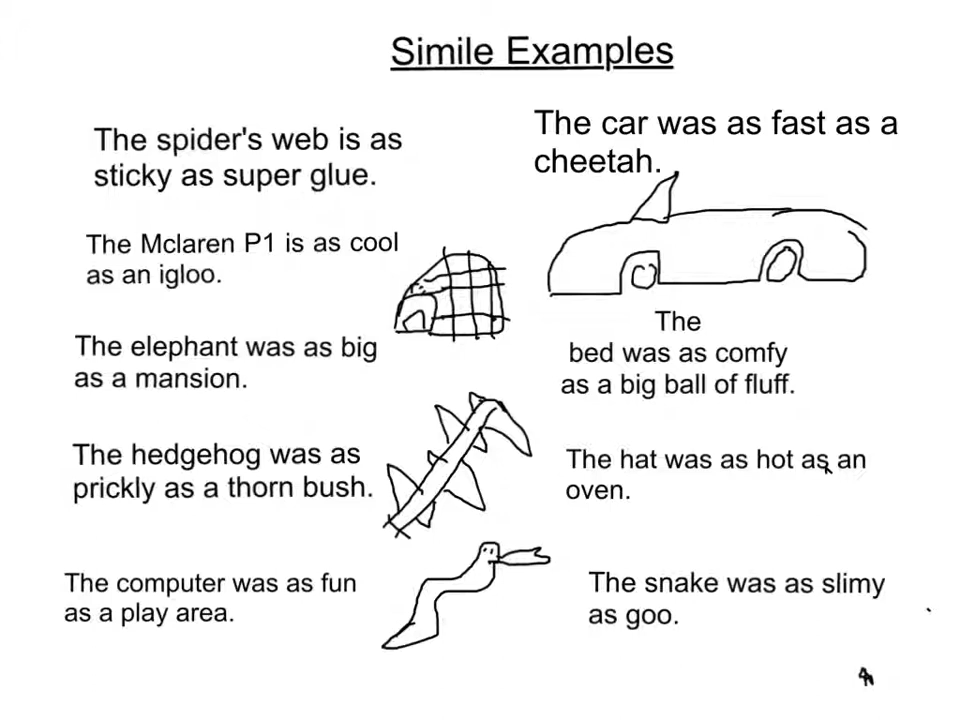 Simile Examples
The spider's web is as
sticky as super glue.
The car was as fast as a
cheetah.
The Mclaren P1 is as cool
as an igloo.
The elephant was as big
as a mansion.
The
bed was as comfy
as a big ball of fluff.
The hedgehog was as
prickly as a thorn bush.
The hat was as hot as an
oven.
The computer was as fun
as a play area.
The snake was as slimy
as goo.